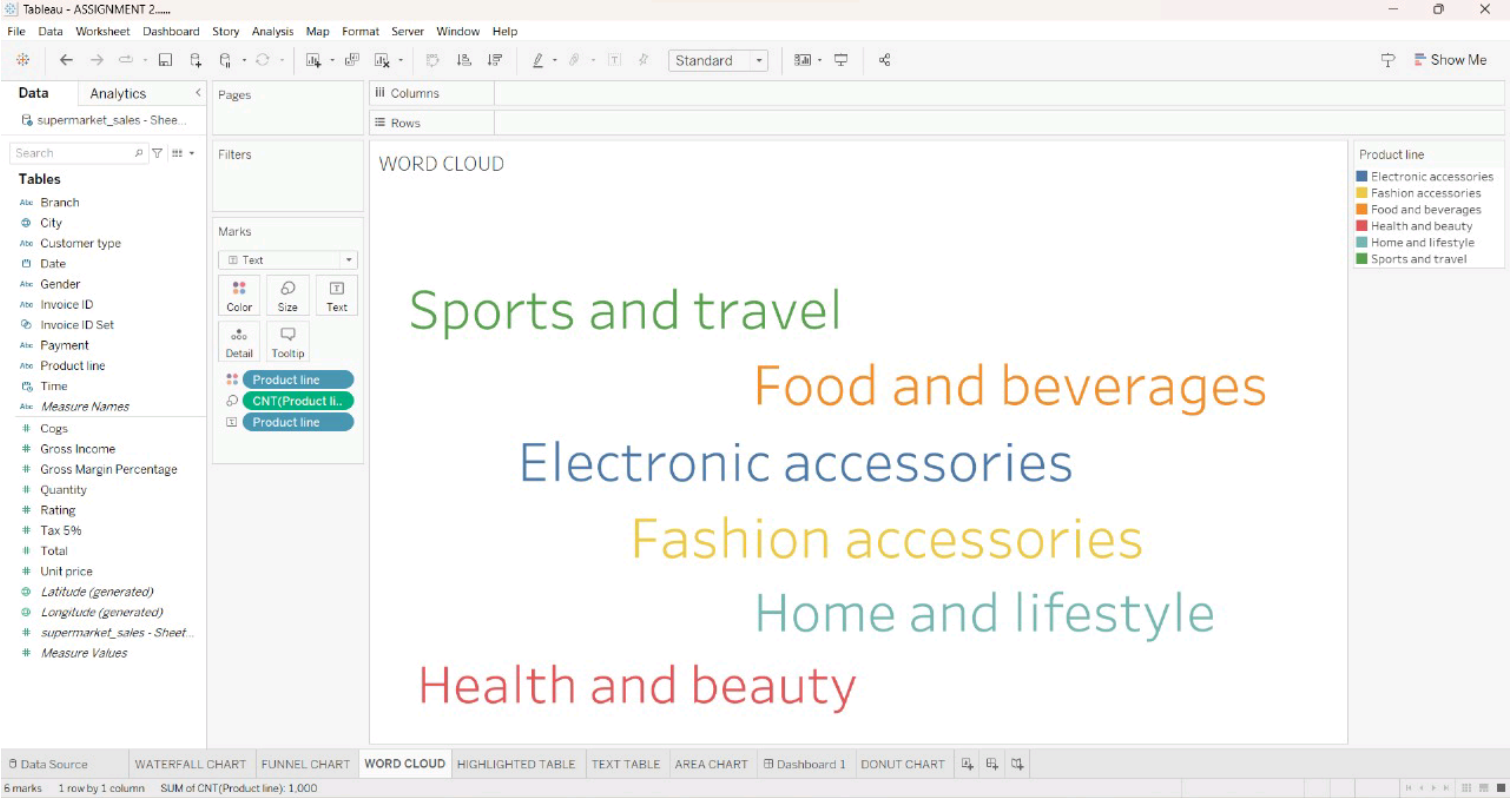 Tableau - ASSIGNMENT 2......
File Data Worksheet Dashboard Story Analysis Map Format Server Window Help
Standard
Show Me
Data Analytics
supermarket_sales - Shee...
Search
Tables
Abc Branch
City
Abc Customer type
Date
Abc Gender
Abc Invoice ID
Invoice ID Set
Abc Payment
Abc Product line
Time
Abc Measure Names
# Cogs
# Gross Income
# Gross Margin Percentage
# Quantity
# Rating
# Tax 5%
# Total
# Unit price
Latitude (generated)
Longitude (generated)
# supermarket_sales - Sheet...
# Measure Values
Pages
Filters
Marks
Text
Color Size Text
Detail Tooltip
Product line
CNT(Product li..
Product line
Columns
Rows
WORD CLOUD
Sports and travel
Food and beverages
Electronic accessories
Fashion accessories
Home and lifestyle
Health and beauty
Product line
Electronic accessories
Fashion accessories
Food and beverages
Health and beauty
Home and lifestyle
Sports and travel
Data Source WATERFALL CHART FUNNEL CHART WORD CLOUD HIGHLIGHTED TABLE TEXT TABLE AREA CHART Dashboard 1 DONUT CHART
6 marks 1 row by 1 column SUM of CNT(Product line): 1,000